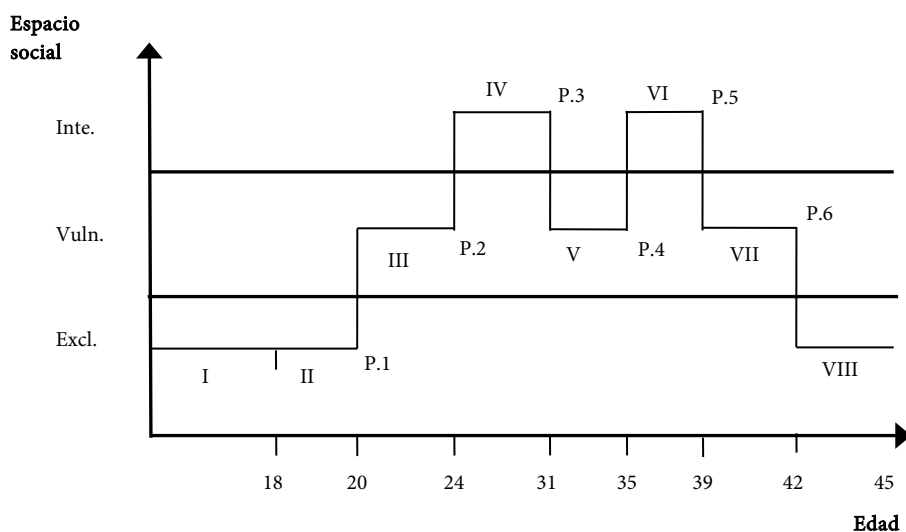 Espacio
social
IV
P.3
VI
P.5
Inte.
P.6
Vuln.
III
P.2
V
P.4
VII
Excl.
I
II
P.1
VIII
18 20 24 31 35 39 42 45
Edad